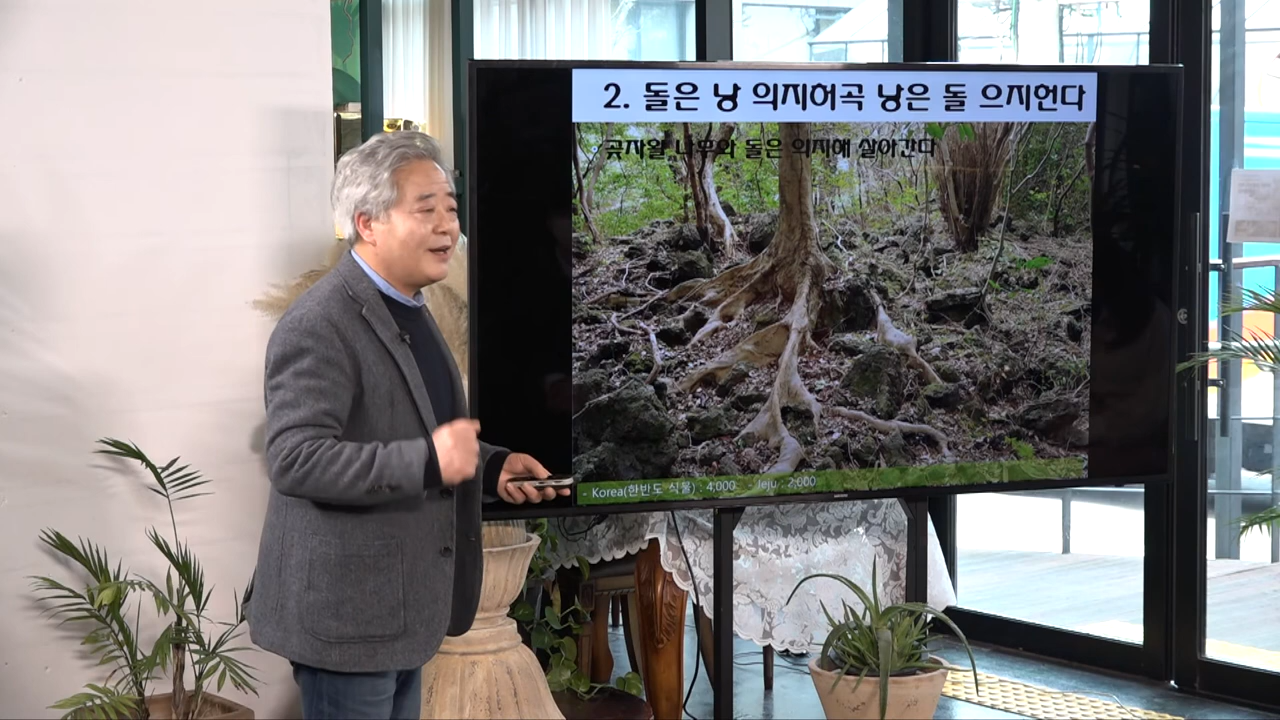 2. 돌은 낭 의지허곡 낭은 돌 으지헌다
곶자왈 나무와 돌은 의지해 살아간다
- Korea(한반도 식물) : 4,000 - Jeju : 2,000